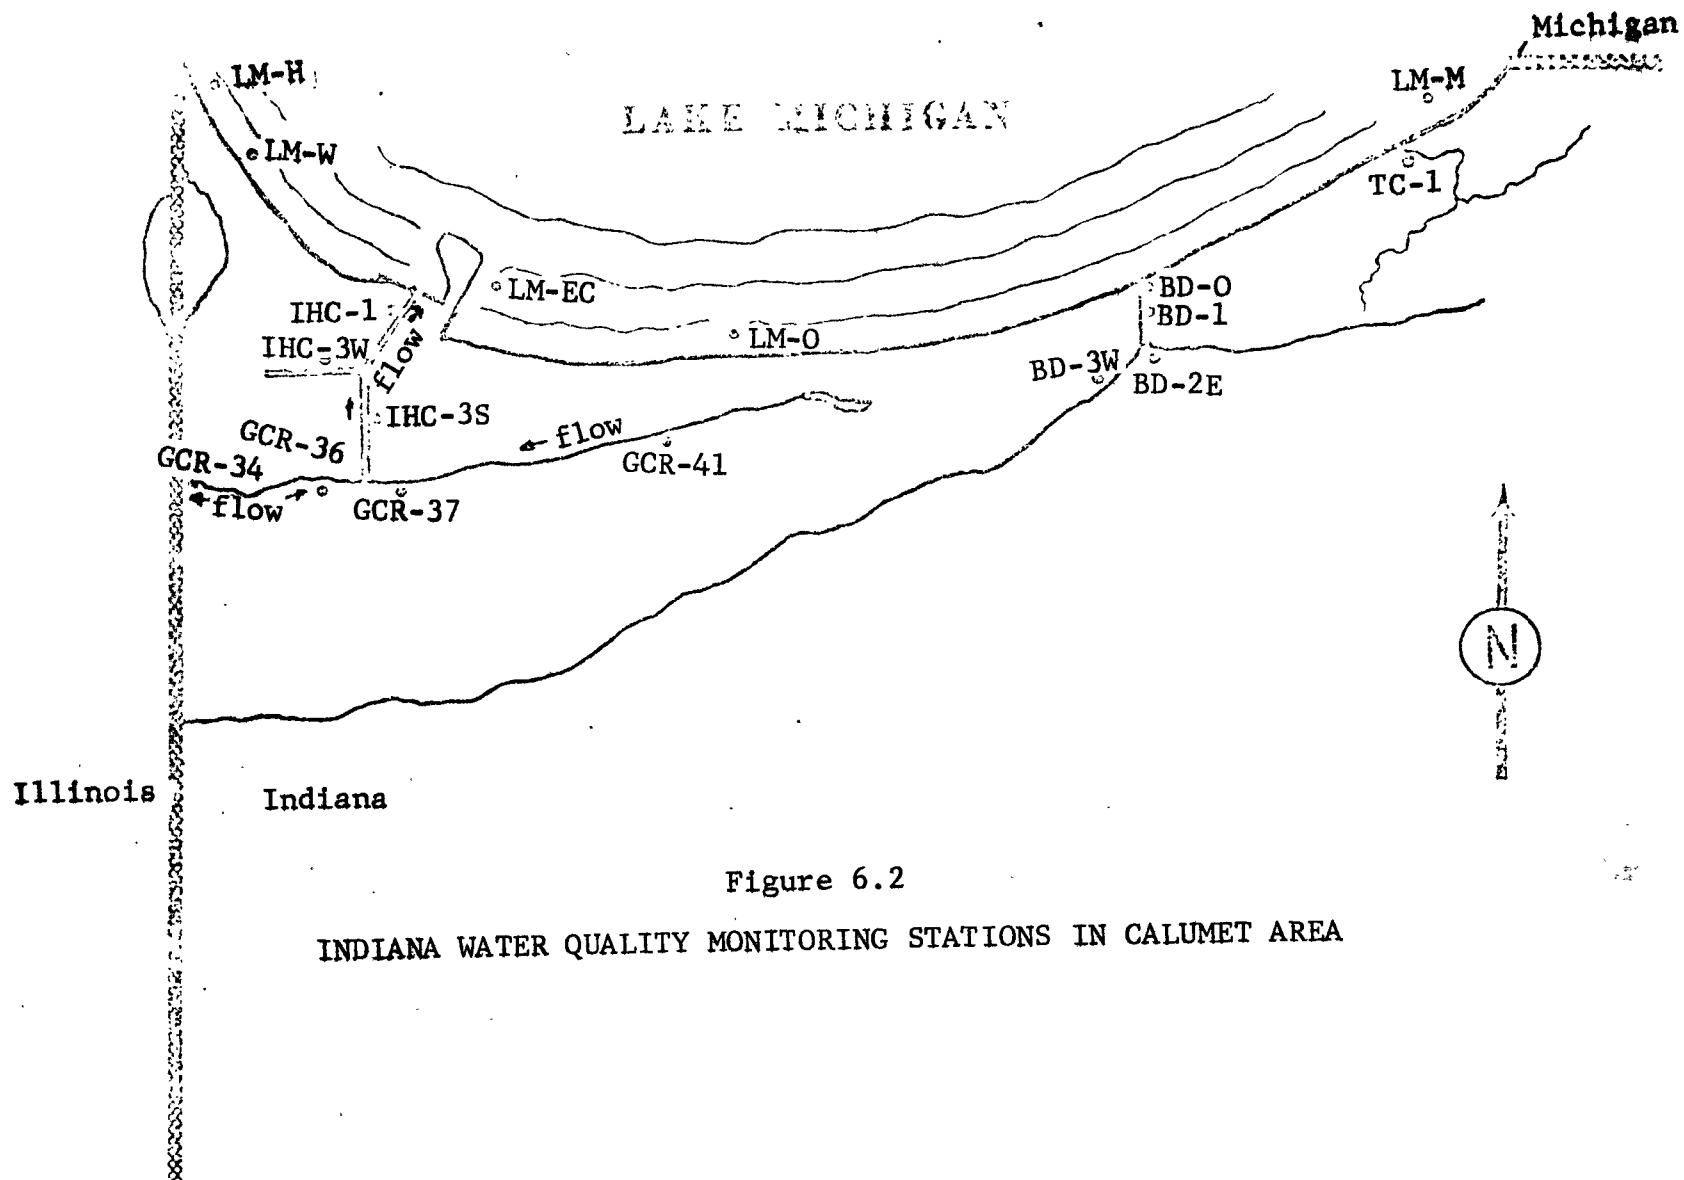 Michigan
LM-H
LM-M
LAKE MICHIGAN
LM-W
TC-1
LM-EC
BD-O
IHC-1
BD-1
LM-O
IHC-3W
flow
BD-3W
BD-2E
IHC-3S
flow
GCR-36
GCR-34
GCR-41
flow
GCR-37
N
Illinois
Indiana
Figure 6.2
INDIANA WATER QUALITY MONITORING STATIONS IN CALUMET AREA